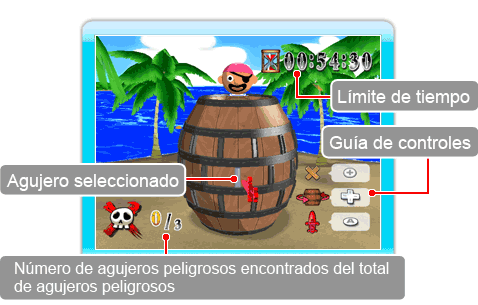 00:54:30
Límite de tiempo
Guía de controles
Agujero seleccionado
0/3
Número de agujeros peligrosos encontrados del total
de agujeros peligrosos